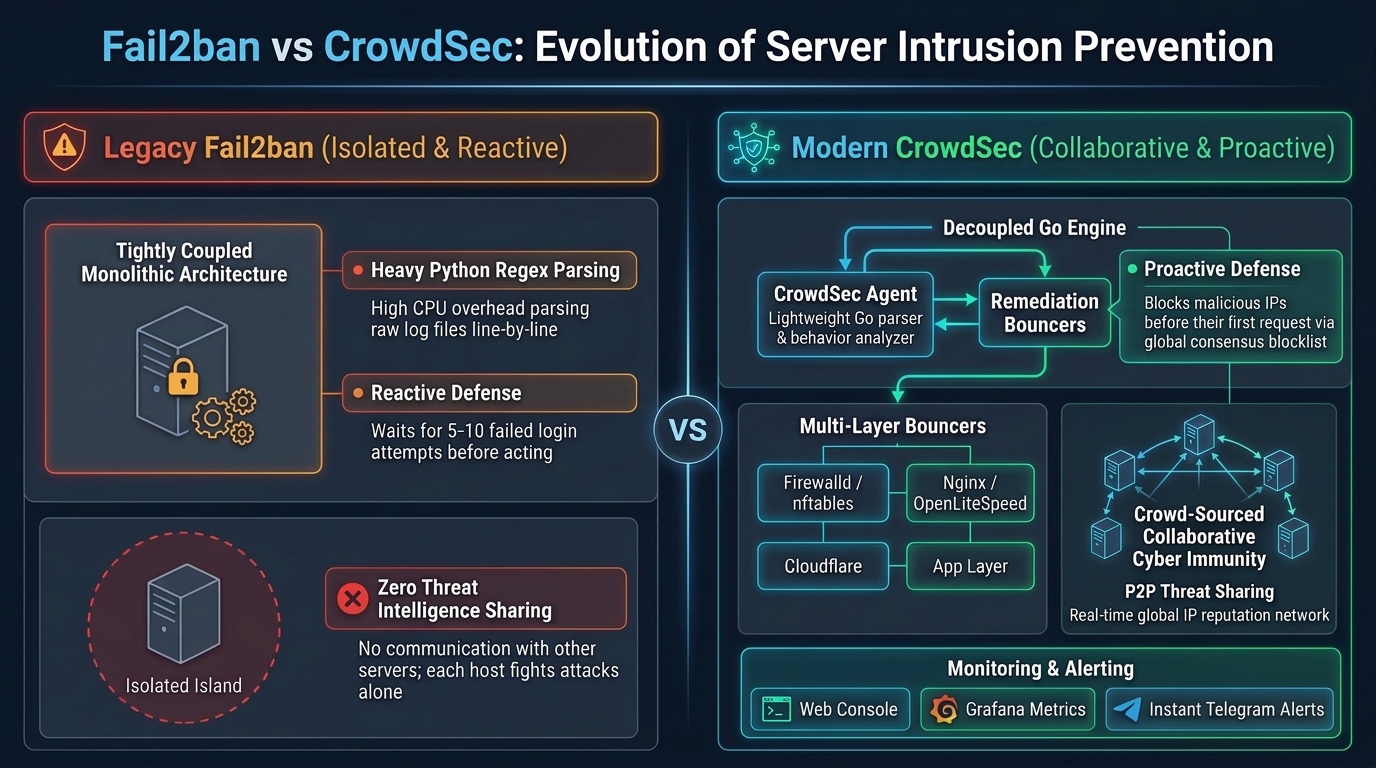 Fail2ban vs CrowdSec: Evolution of Server Intrusion Prevention
Legacy Fail2ban (Isolated & Reactive)
Tightly Coupled
Monolithic Architecture
Heavy Python Regex Parsing
High CPU overhead parsing
raw log files line-by-line
Reactive Defense
Waits for 5-10 failed login
attempts before acting
Isolated Island
Zero Threat
Intelligence Sharing
No communication with other
servers; each host fights attacks
alone
VS
Modern CrowdSec (Collaborative & Proactive)
Decoupled Go Engine
CrowdSec Agent
Lightweight Go parser
& behavior analyzer
Remediation
Bouncers
Proactive Defense
Blocks malicious IPs
before their first request via
global consensus blocklist
Multi-Layer Bouncers
Firewalld /
nftables
Nginx /
OpenLiteSpeed
Cloudflare
App Layer
Crowd-Sourced
Collaborative
Cyber Immunity
P2P Threat Sharing
Real-time global IP reputation network
Monitoring & Alerting
Web Console
Grafana Metrics
Instant Telegram Alerts